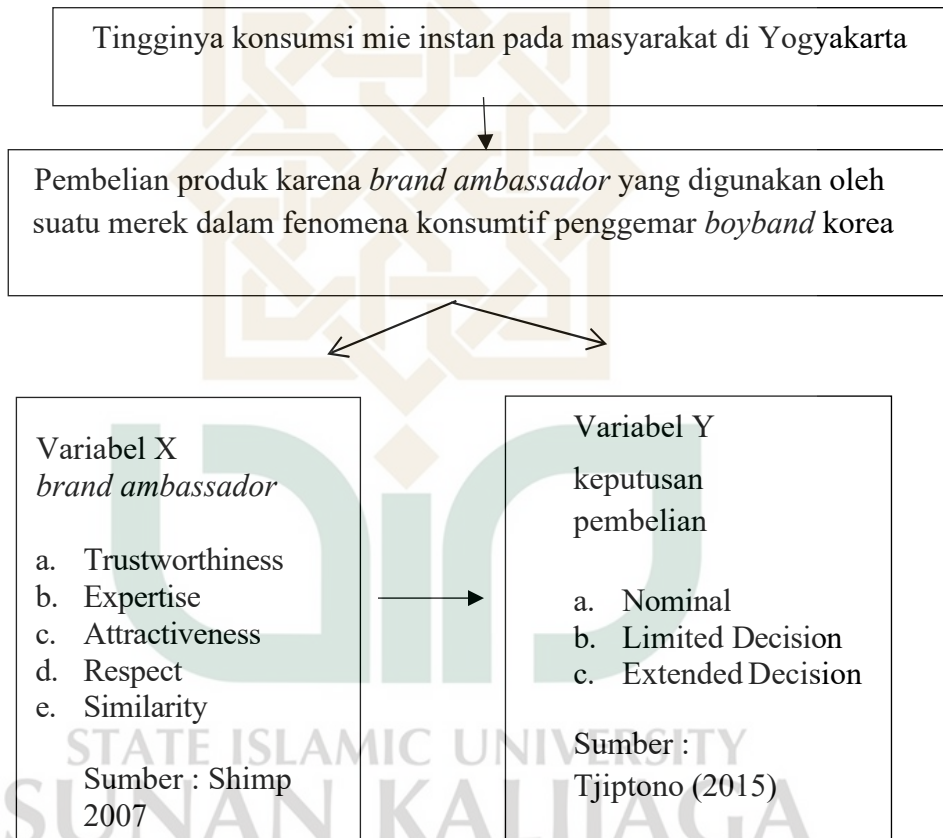 Tingginya konsumsi mie instan pada masyarakat di Yogyakarta
Pembelian produk karena brand ambassador yang digunakan oleh
suatu merek dalam fenomena konsumtif penggemar boyband korea
Variabel X
brand ambassador
a. Trustworthiness
b. Expertise
c. Attractiveness
d. Respect
e. Similarity
Sumber : Shimp
2007
Variabel Y
keputusan
pembelian
a. Nominal
b. Limited Decision
c. Extended Decision
Sumber :
Tjiptono (2015)
STATE ISLAMIC UNIVERSITY
SUNAN KALIJAGA